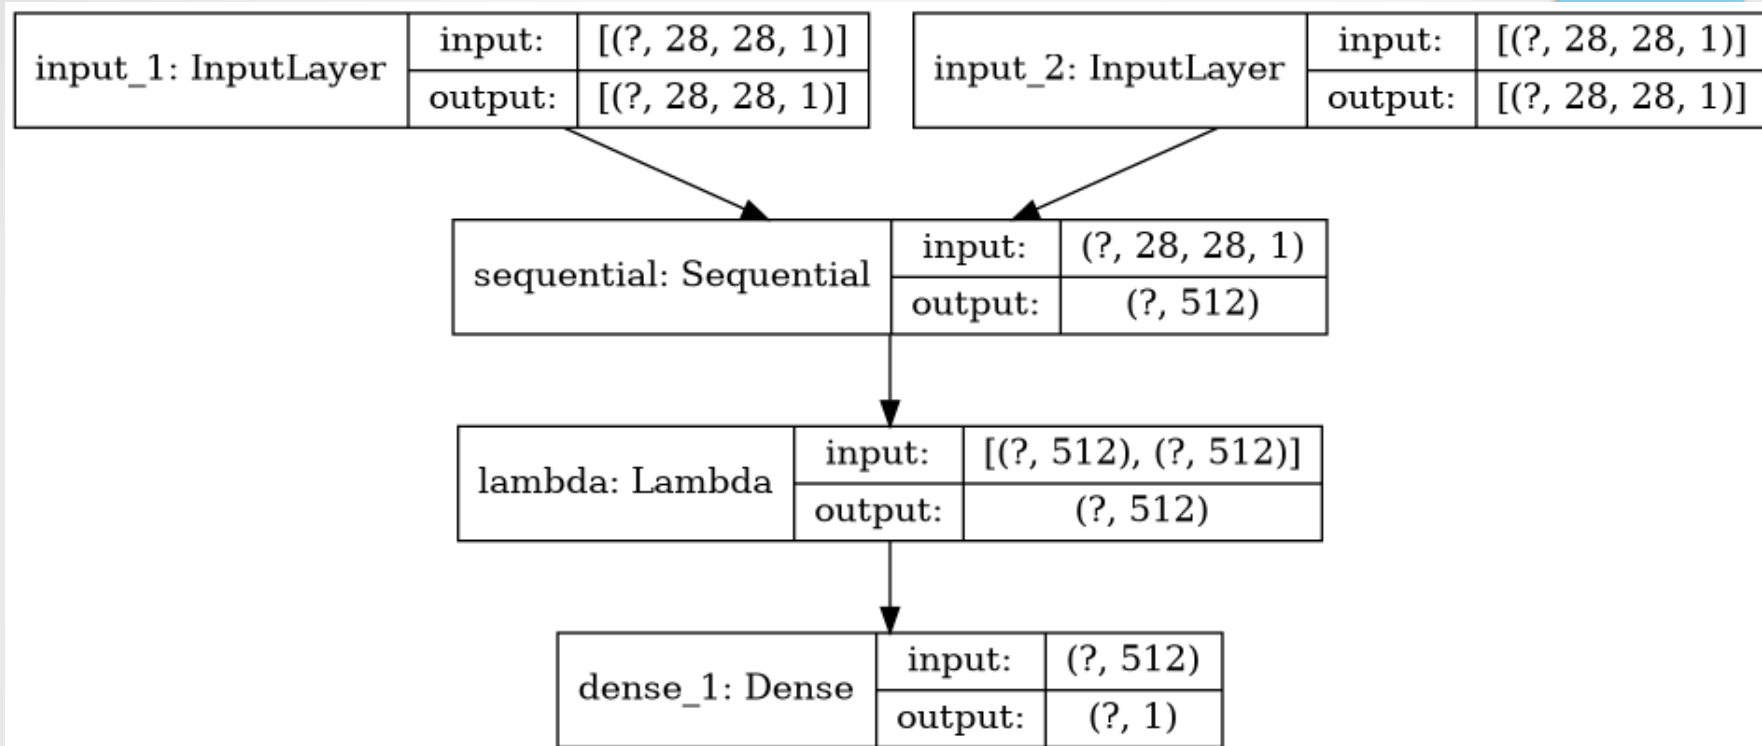 input_1: InputLayer
input: [(?, 28, 28, 1)]
output: [(?, 28, 28, 1)]
input_2: InputLayer
input: [(?, 28, 28, 1)]
output: [(?, 28, 28, 1)]
sequential: Sequential
input: (?, 28, 28, 1)
output: (?, 512)
lambda: Lambda
input: [(?, 512), (?, 512)]
output: (?, 512)
dense_1: Dense
input: (?, 512)
output: (?, 1)